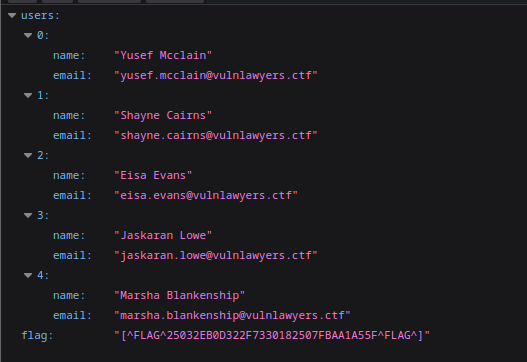 users:
0:
name: "Yusef Mcclain"
email: "yusef.mcclain@vulnlawyers.ctf"
1:
name: "Shayne Cairns"
email: "shayne.cairns@vulnlawyers.ctf"
2:
name: "Eisa Evans"
email: "eisa.evans@vulnlawyers.ctf"
3:
name: "Jaskaran Lowe"
email: "jaskaran.lowe@vulnlawyers.ctf"
4:
name: "Marsha Blankenship"
email: "marsha.blankenship@vulnlawyers.ctf"
flag: "[^FLAG^25032EB0D322F7330182507FBAA1A55F^FLAG^]"